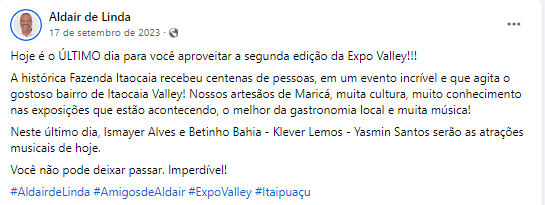 Aldair de Linda
17 de setembro de 2023 ·
Hoje é o ÚLTIMO dia para você aproveitar a segunda edição da Expo Valley!!!
A histórica Fazenda Itaocaia recebeu centenas de pessoas, em um evento incrível e que agita o
gostoso bairro de Itaocaia Valley! Nossos artesãos de Maricá, muita cultura, muito conhecimento
nas exposições que estão acontecendo, o melhor da gastronomia local e muita música!
Neste último dia, Ismayer Alves e Betinho Bahia - Klever Lemos - Yasmin Santos serão as atrações
musicais de hoje.
Você não pode deixar passar. Imperdível!
#AldairdeLinda #AmigosdeAldair #ExpoValley #Itaipuaçu